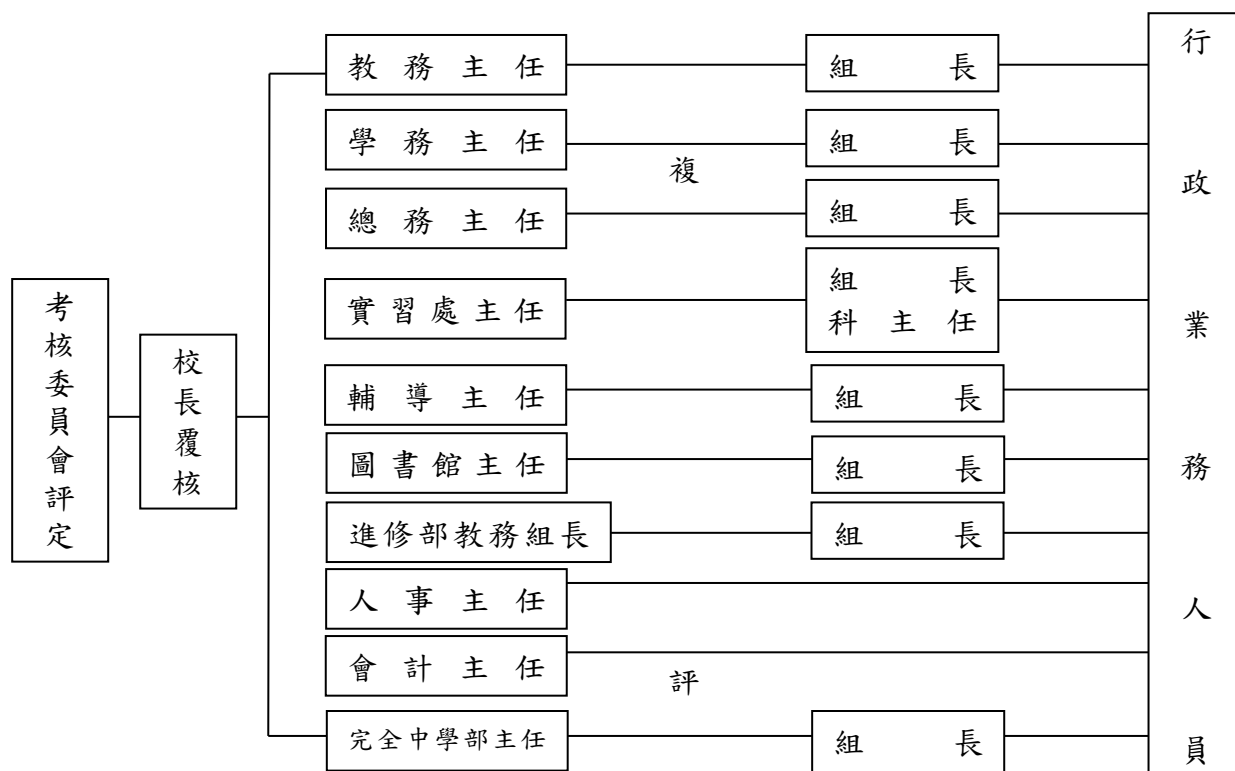 考核委員會評定
校長覆核
教務主任
組長
學務主任
組長
複
總務主任
組長
實習處主任
組長
科主任
輔導主任
組長
圖書館主任
組長
進修部教務組長
組長
人事主任
會計主任
評
完全中學部主任
組長
行政業務人員